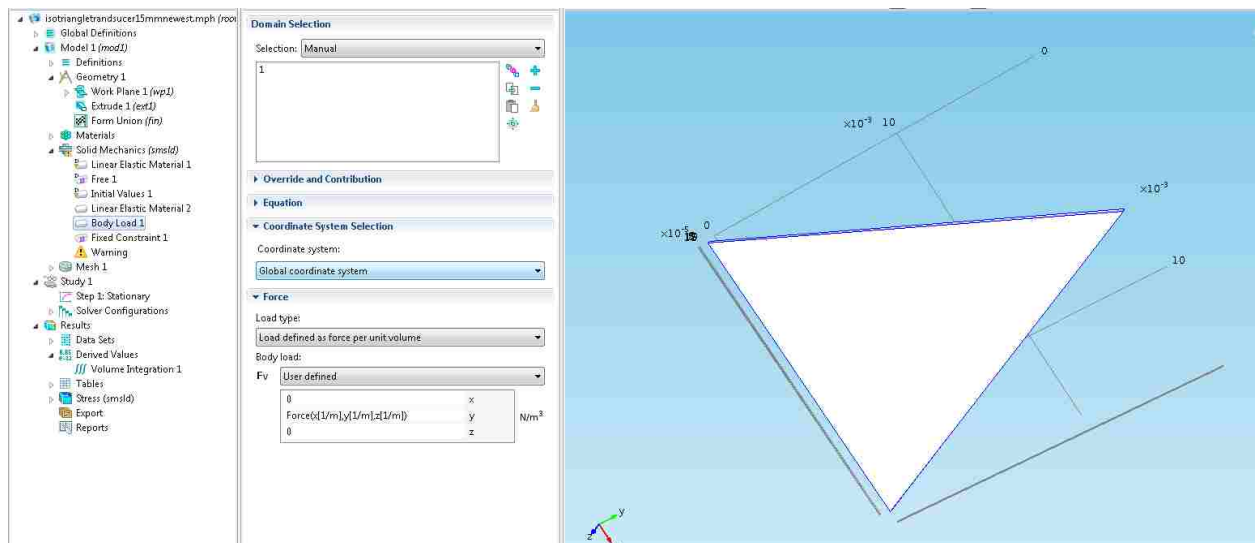 isotriangletrandsucer15mmnewest.mph (root
Global Definitions
Model 1 (mod1)
Definitions
Geometry 1
Work Plane 1 (wp1)
Extrude 1 (ext1)
Form Union (fin)
Materials
Solid Mechanics (smsld)
Linear Elastic Material 1
Free 1
Initial Values 1
Linear Elastic Material 2
Body Load 1
Fixed Constraint 1
Warning
Mesh 1
Study 1
Step 1: Stationary
Solver Configurations
Results
Data Sets
Derived Values
Volume Integration 1
Tables
Stress (smsld)
Export
Reports
Domain Selection
Selection: Manual
1
Override and Contribution
Equation
Coordinate System Selection
Coordinate system:
Global coordinate system
Force
Load type:
Load defined as force per unit volume
Body load:
Fv User defined
0 x
Force(x[1/m],y[1/m],z[1/m]) y N/m³
0 z
0
×10⁻³ 10
×10⁻³
×10⁻⁵ 0
10
y
z